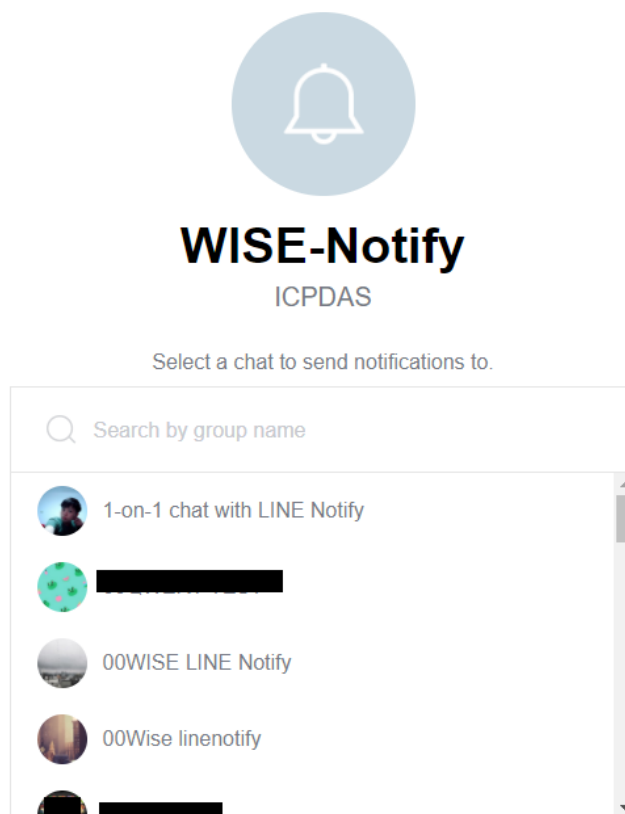 WISE-Notify
ICPDAS
Select a chat to send notifications to.
Search by group name
1-on-1 chat with LINE Notify
00WISE LINE Notify
00Wise linenotify